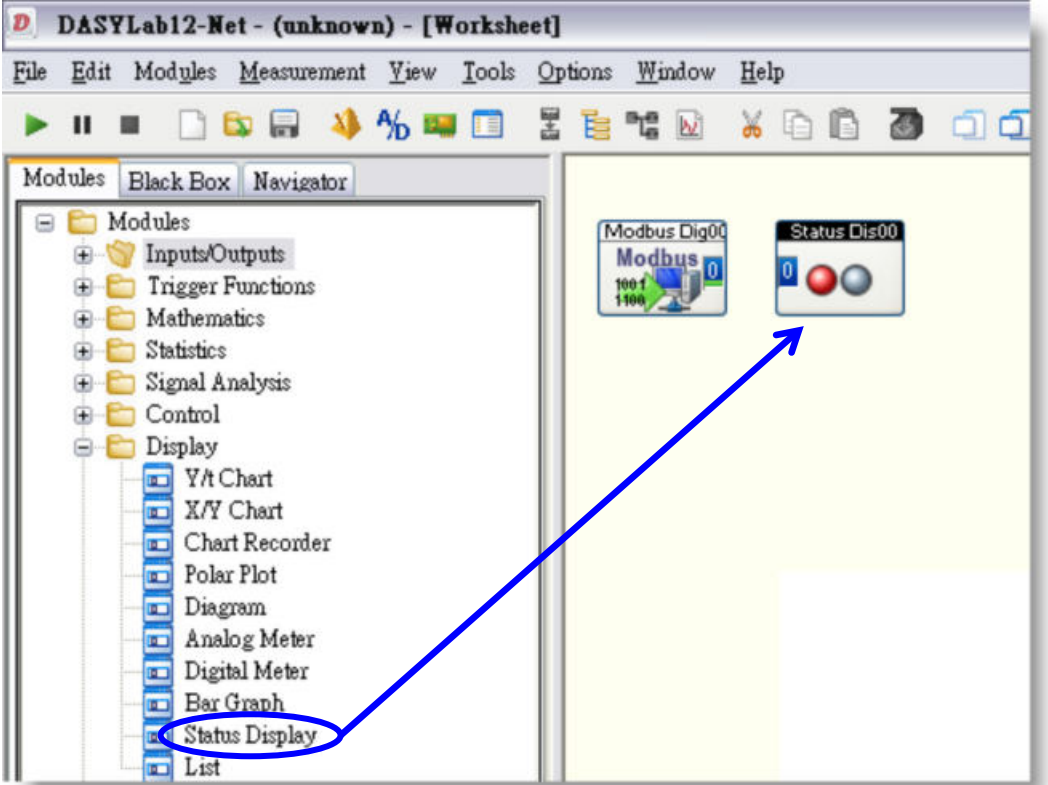 DASYLab12-Net - (unknown) - [Worksheet]
File Edit Modules Measurement View Tools Options Window Help
A/D
Modules Black Box Navigator
Modules
Inputs/Outputs
Trigger Functions
Mathematics
Statistics
Signal Analysis
Control
Display
Y/t Chart
X/Y Chart
Chart Recorder
Polar Plot
Diagram
Analog Meter
Digital Meter
Bar Graph
Status Display
List
Modbus Dig00
Modbus
0
1001
1100
Status Dis00
0